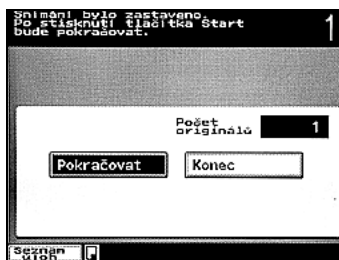 Snímání bylo zastaveno.
Po stisknutí tlačítka Start
bude pokračovat.
1
Počet
originálů
1
Pokračovat
Konec
Seznam
úloh